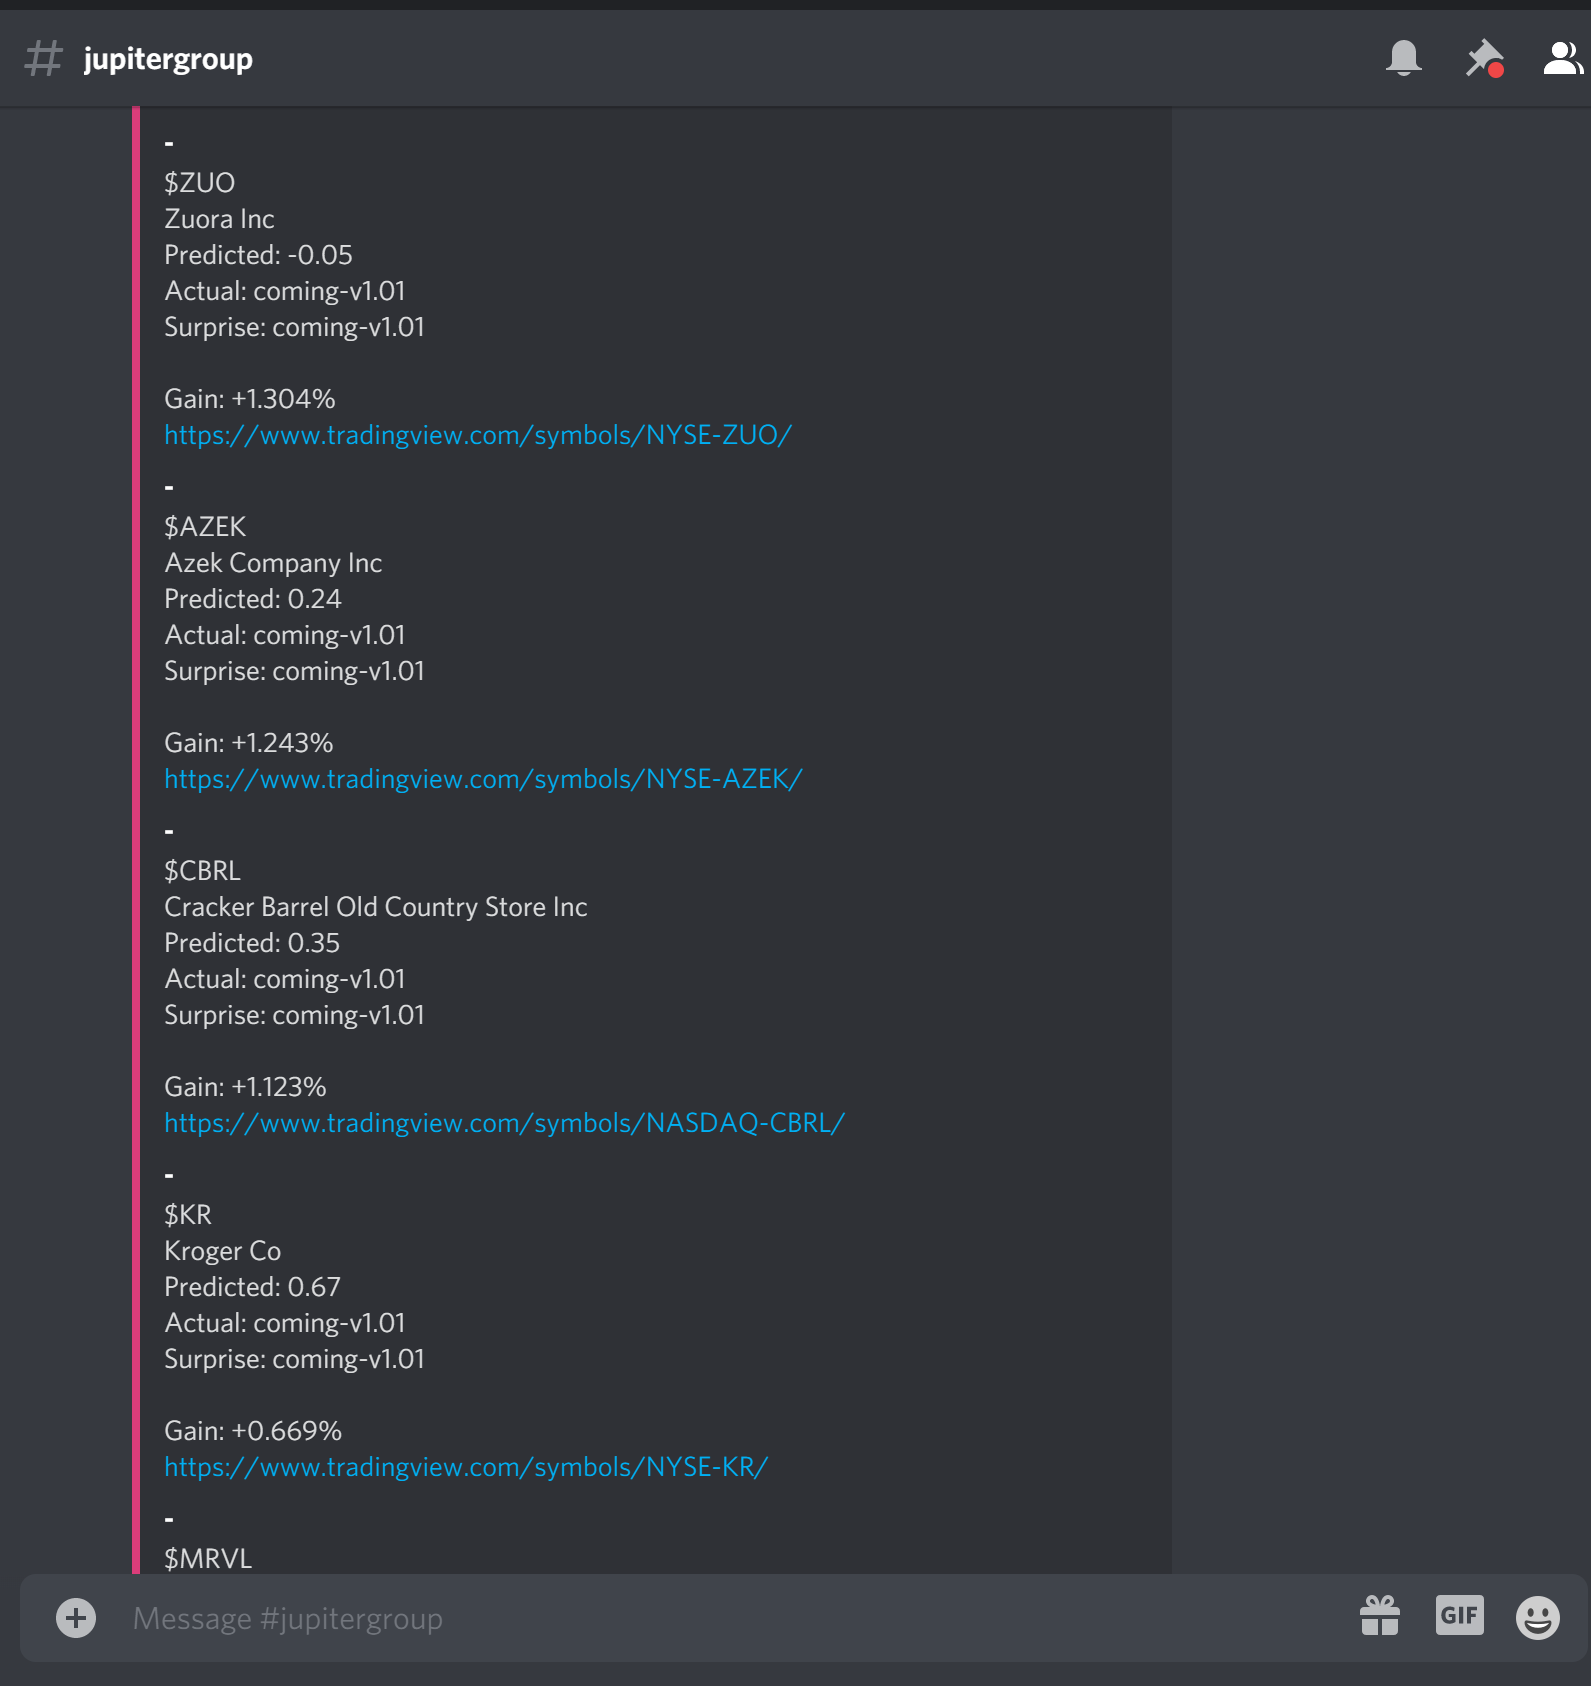 # jupitergroup
-
$ZUO
Zuora Inc
Predicted: -0.05
Actual: coming-v1.01
Surprise: coming-v1.01
Gain: +1.304%
https://www.tradingview.com/symbols/NYSE-ZUO/
-
$AZEK
Azek Company Inc
Predicted: 0.24
Actual: coming-v1.01
Surprise: coming-v1.01
Gain: +1.243%
https://www.tradingview.com/symbols/NYSE-AZEK/
-
$CBRL
Cracker Barrel Old Country Store Inc
Predicted: 0.35
Actual: coming-v1.01
Surprise: coming-v1.01
Gain: +1.123%
https://www.tradingview.com/symbols/NASDAQ-CBRL/
-
$KR
Kroger Co
Predicted: 0.67
Actual: coming-v1.01
Surprise: coming-v1.01
Gain: +0.669%
https://www.tradingview.com/symbols/NYSE-KR/
-
$MRVL
Message #jupitergroup
GIF